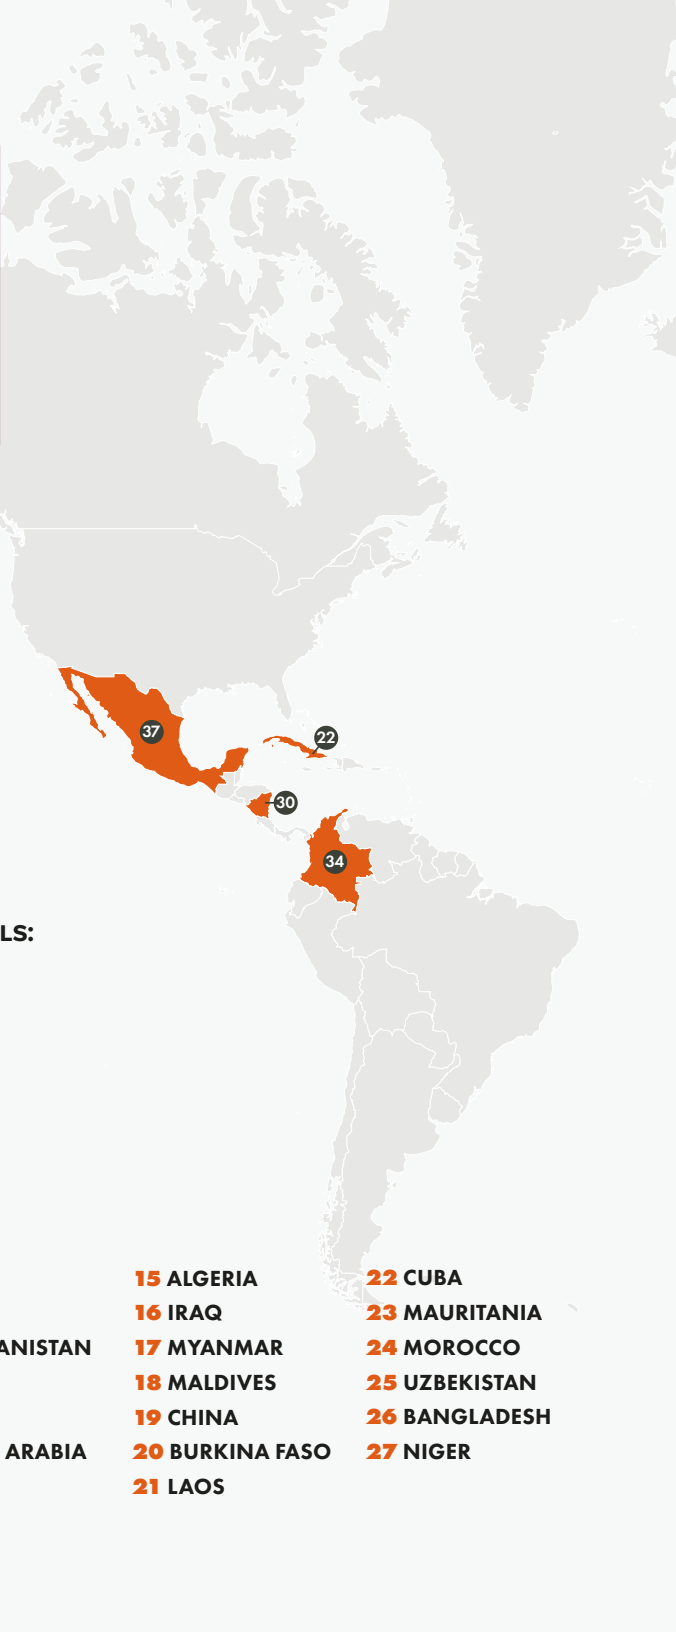 37
22
30
34
LS:
15 ALGERIA
16 IRAQ
ANISTAN
17 MYANMAR
18 MALDIVES
19 CHINA
ARABIA
20 BURKINA FASO
21 LAOS
22 CUBA
23 MAURITANIA
24 MOROCCO
25 UZBEKISTAN
26 BANGLADESH
27 NIGER